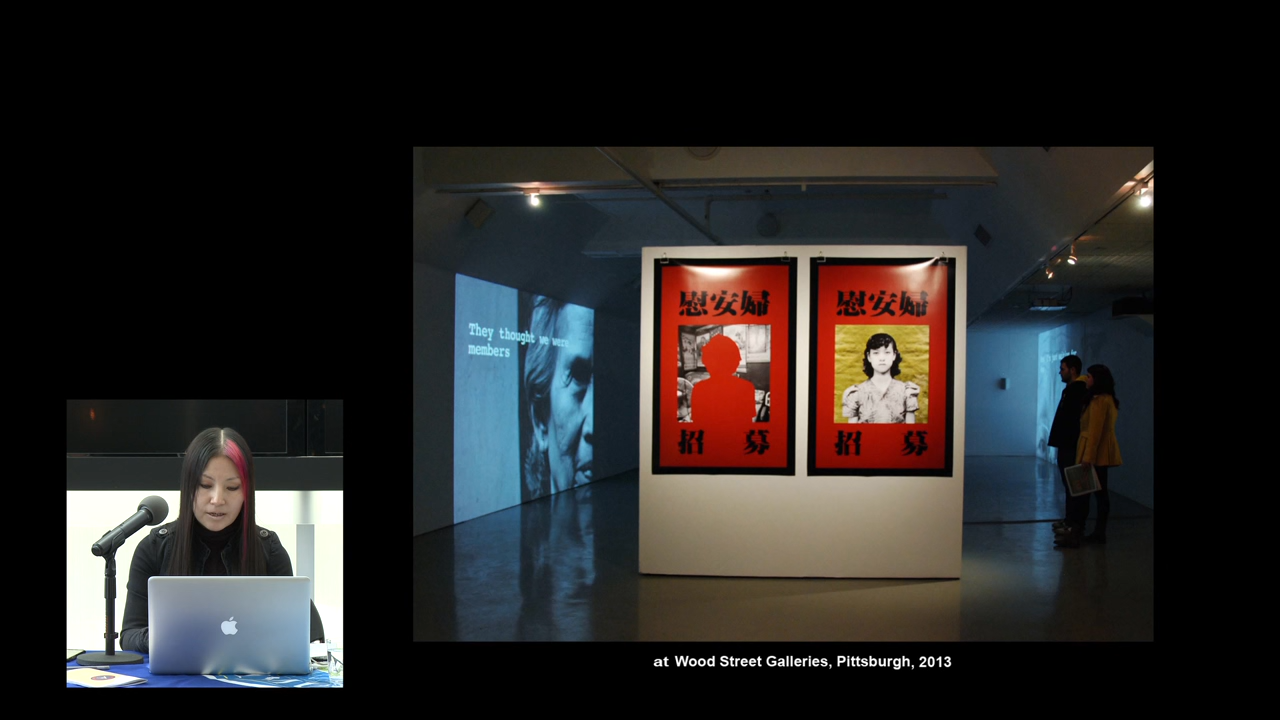 They thought we were
members
慰安婦
招 募
慰安婦
招 募
at Wood Street Galleries, Pittsburgh, 2013